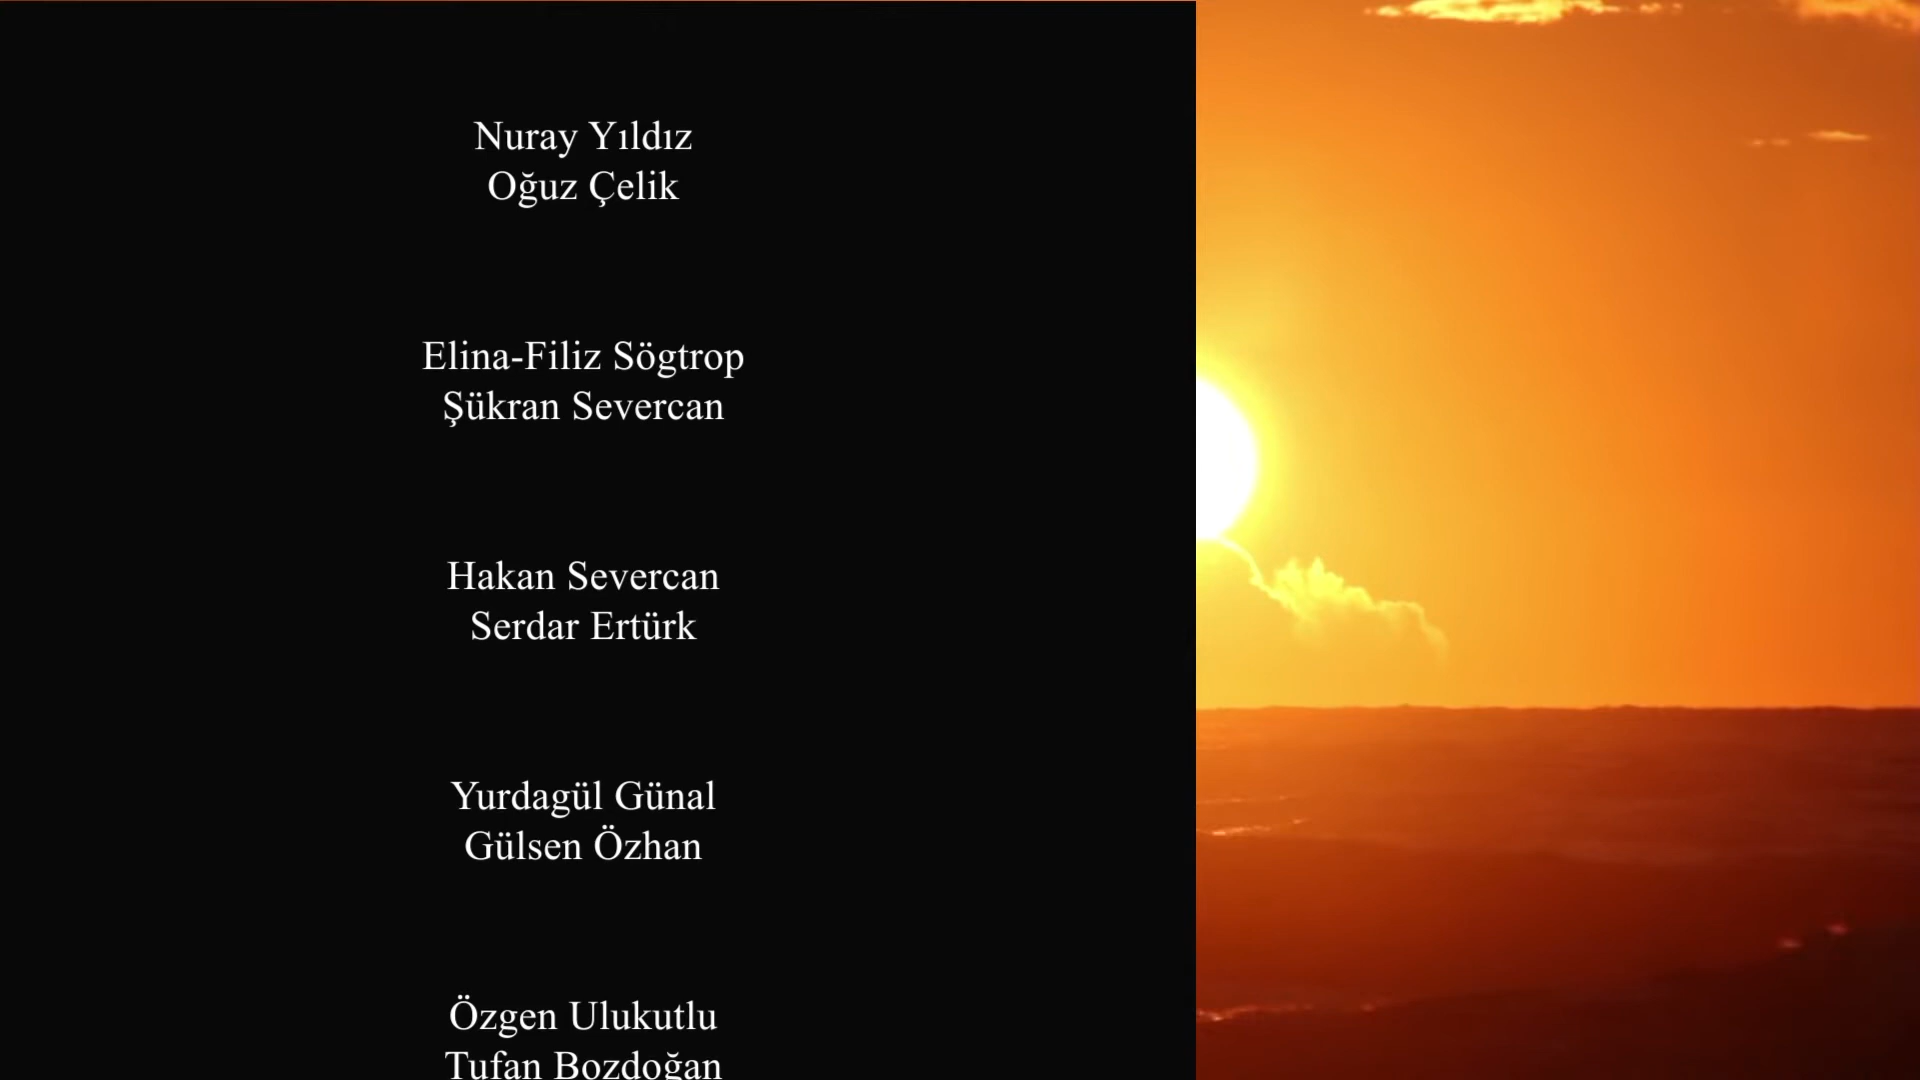 Nuray Yıldız
Oğuz Çelik
Elina-Filiz Sögtrop
Şükran Severcan
Hakan Severcan
Serdar Ertürk
Yurdagül Günal
Gülsen Özhan
Özgen Ulukutlu
Tufan Bozdoğan